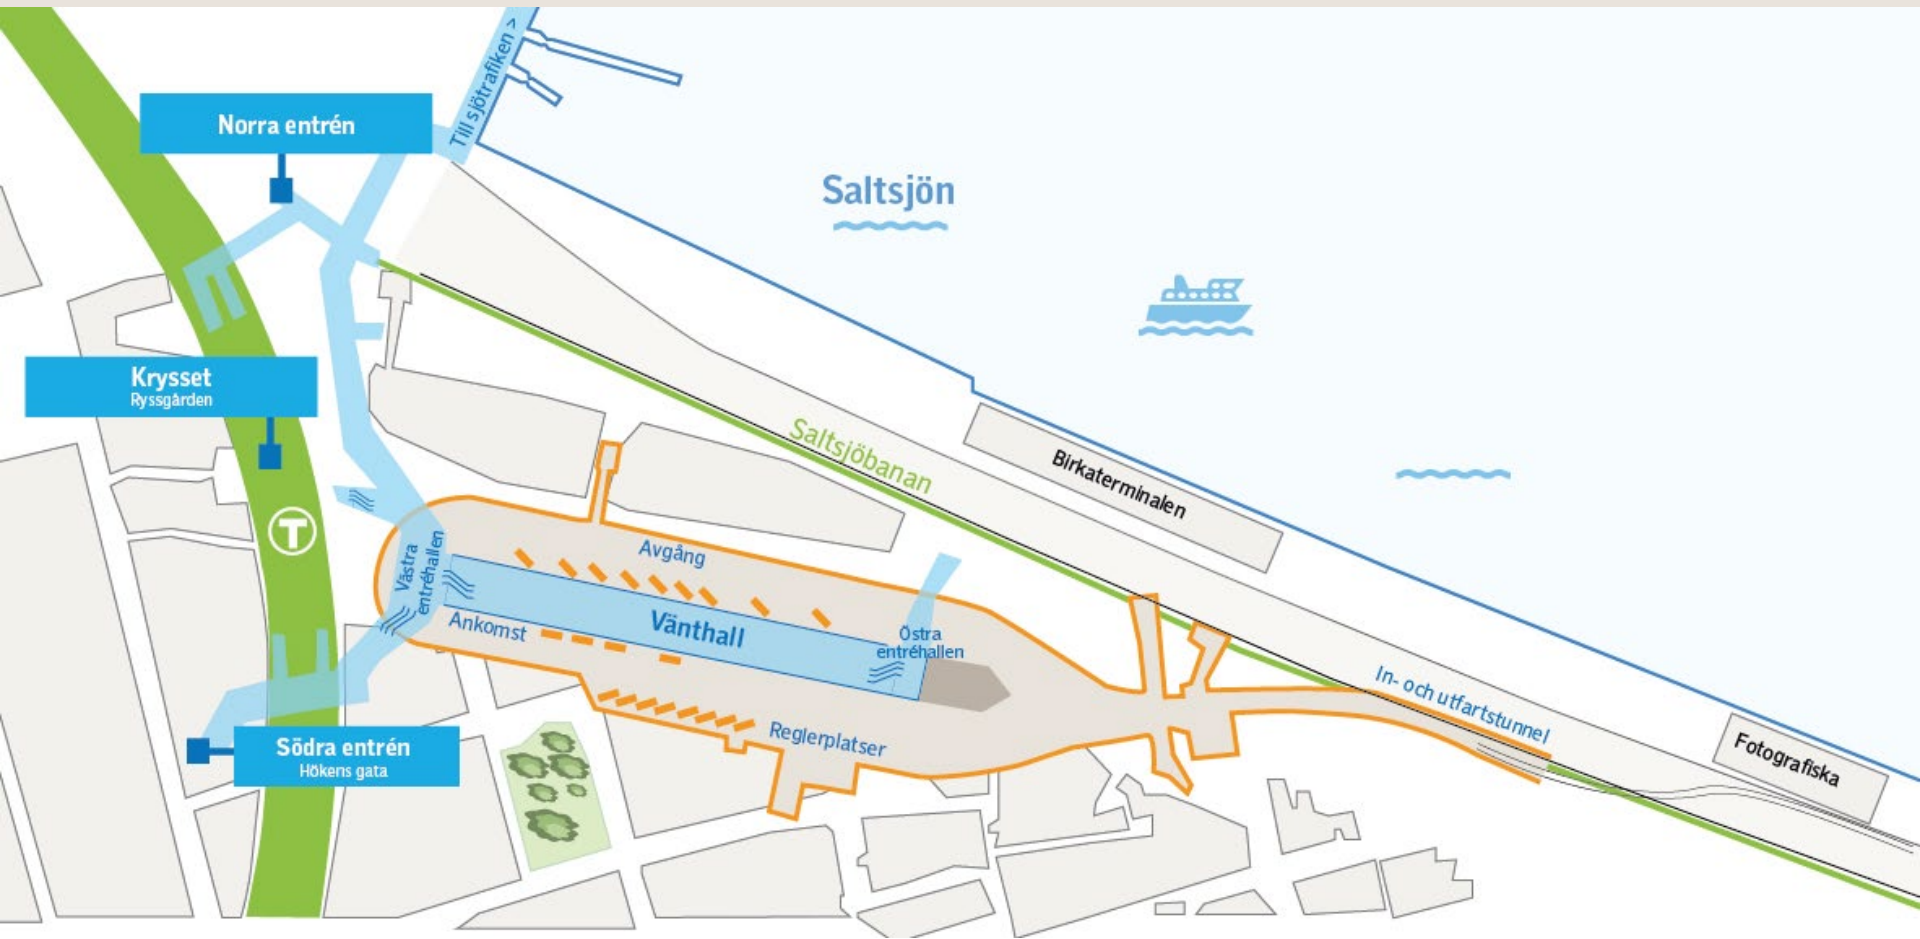 Till sjötrafiken >
Norra entrén
Saltsjön
Krysset
Ryssgården
Saltsjöbanan
Birkaterminalen
T
Västra
entréhallen
Avgång
Ankomst
Vänthall
Östra
entréhallen
In- och utfartstunnel
Reglerplatser
Södra entrén
Hökens gata
Fotografiska